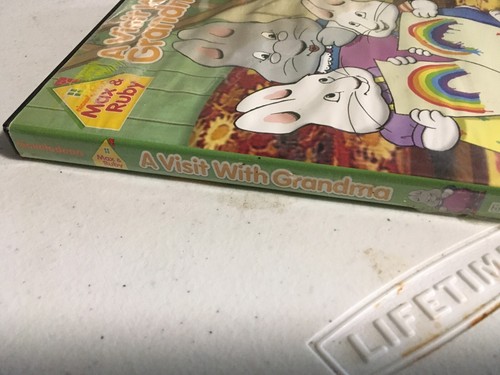 A Visit With
Grandma
Max &
Ruby
Max &
Ruby
A Visit With Grandma
LIFETIM